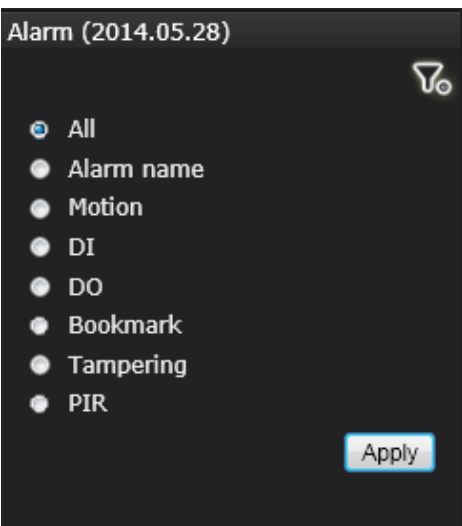 Alarm (2014.05.28)
All
Alarm name
Motion
DI
DO
Bookmark
Tampering
PIR
Apply